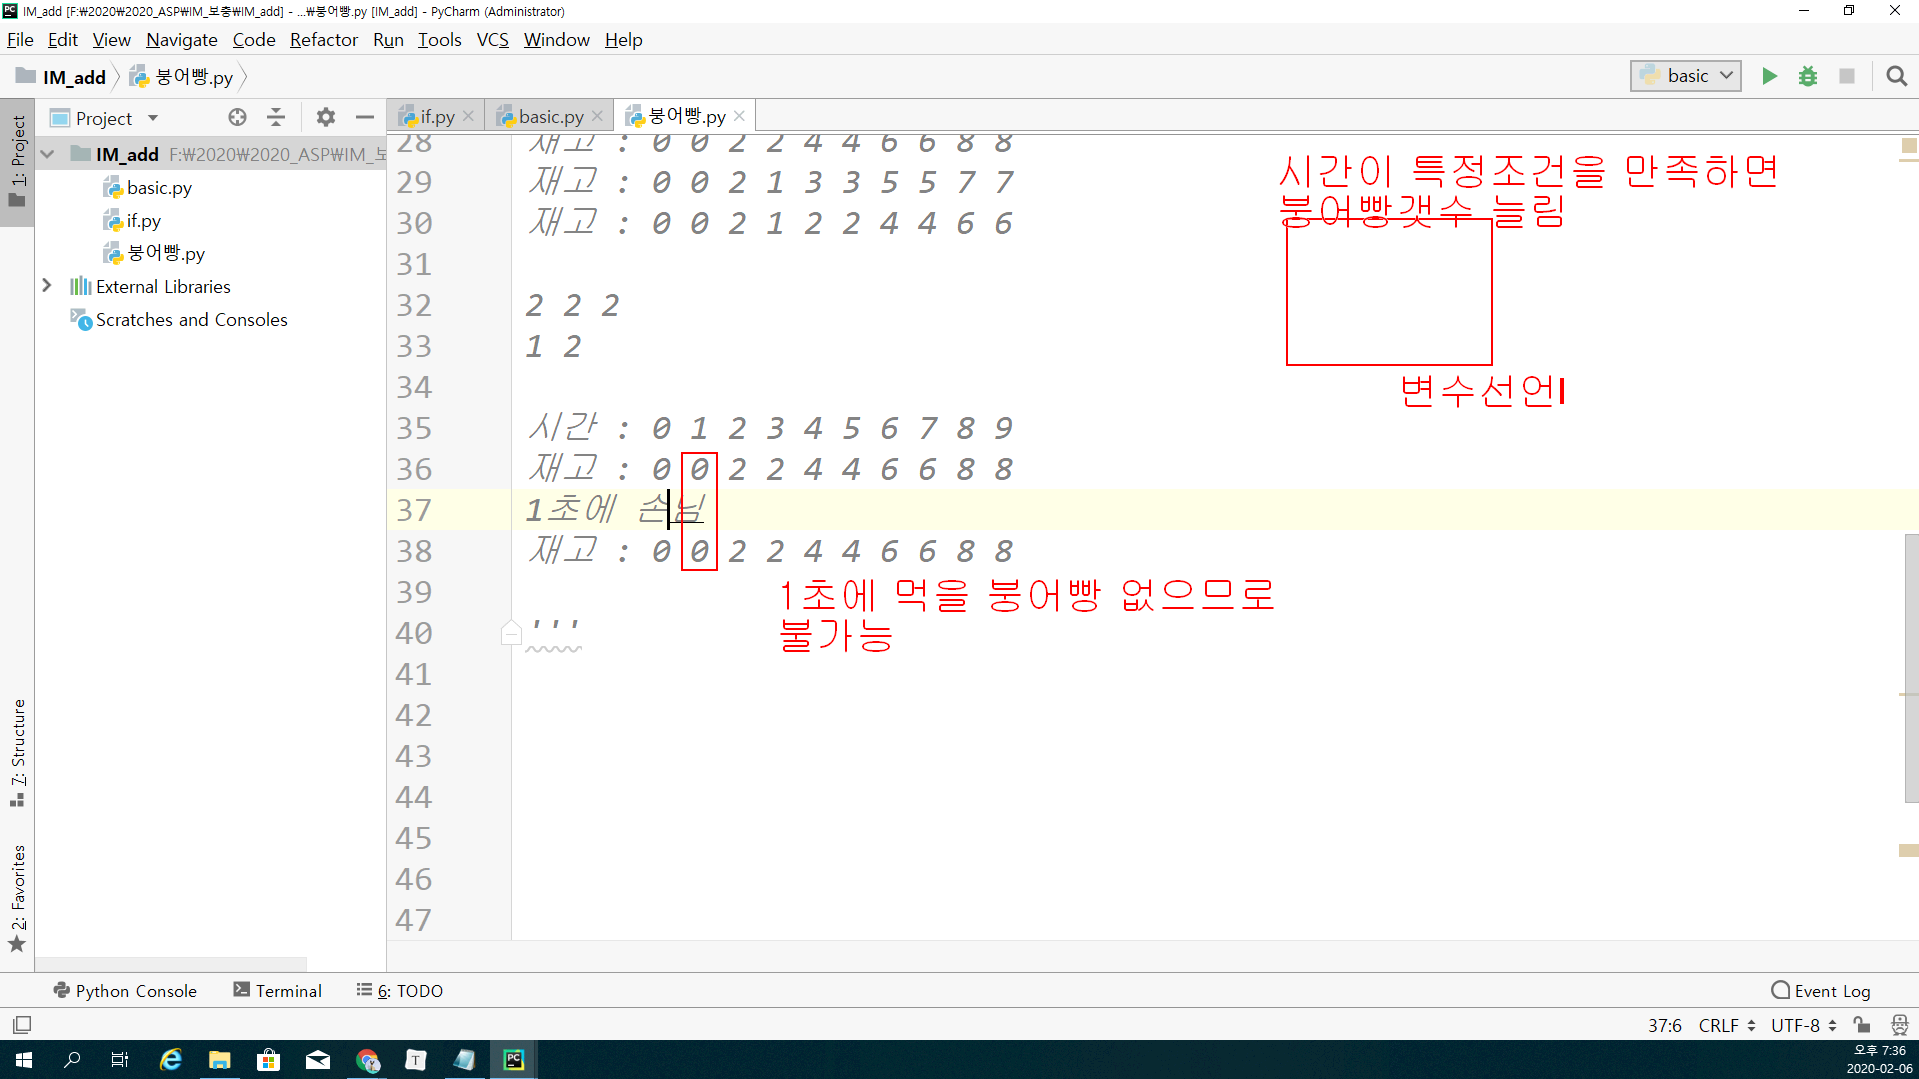 IM_add [F:\2020\2020_ASP\IM_보충\IM_add] - ...\붕어빵.py [IM_add] - PyCharm (Administrator)
File Edit View Navigate Code Refactor Run Tools VCS Window Help
IM_add 붕어빵.py basic
Project if.py basic.py 붕어빵.py
1: Project
IM_add F:\2020\2020_ASP\IM_보
basic.py
if.py
붕어빵.py
External Libraries
Scratches and Consoles
7: Structure
2: Favorites
28 재고 : 0 0 2 2 4 4 6 6 8 8
29 재고 : 0 0 2 1 3 3 5 5 7 7
30 재고 : 0 0 2 1 2 2 4 4 6 6
31
32 2 2 2
33 1 2
34
35 시간 : 0 1 2 3 4 5 6 7 8 9
36 재고 : 0 0 2 2 4 4 6 6 8 8
37 1초에 손님
38 재고 : 0 0 2 2 4 4 6 6 8 8
39
40 '''
41
42
43
44
45
46
47
시간이 특정조건을 만족하면
붕어빵갯수 늘림
변수선언
1초에 먹을 붕어빵 없으므로
불가능
Python Console Terminal 6: TODO Event Log
37:6 CRLF UTF-8
오후 7:36
2020-02-06